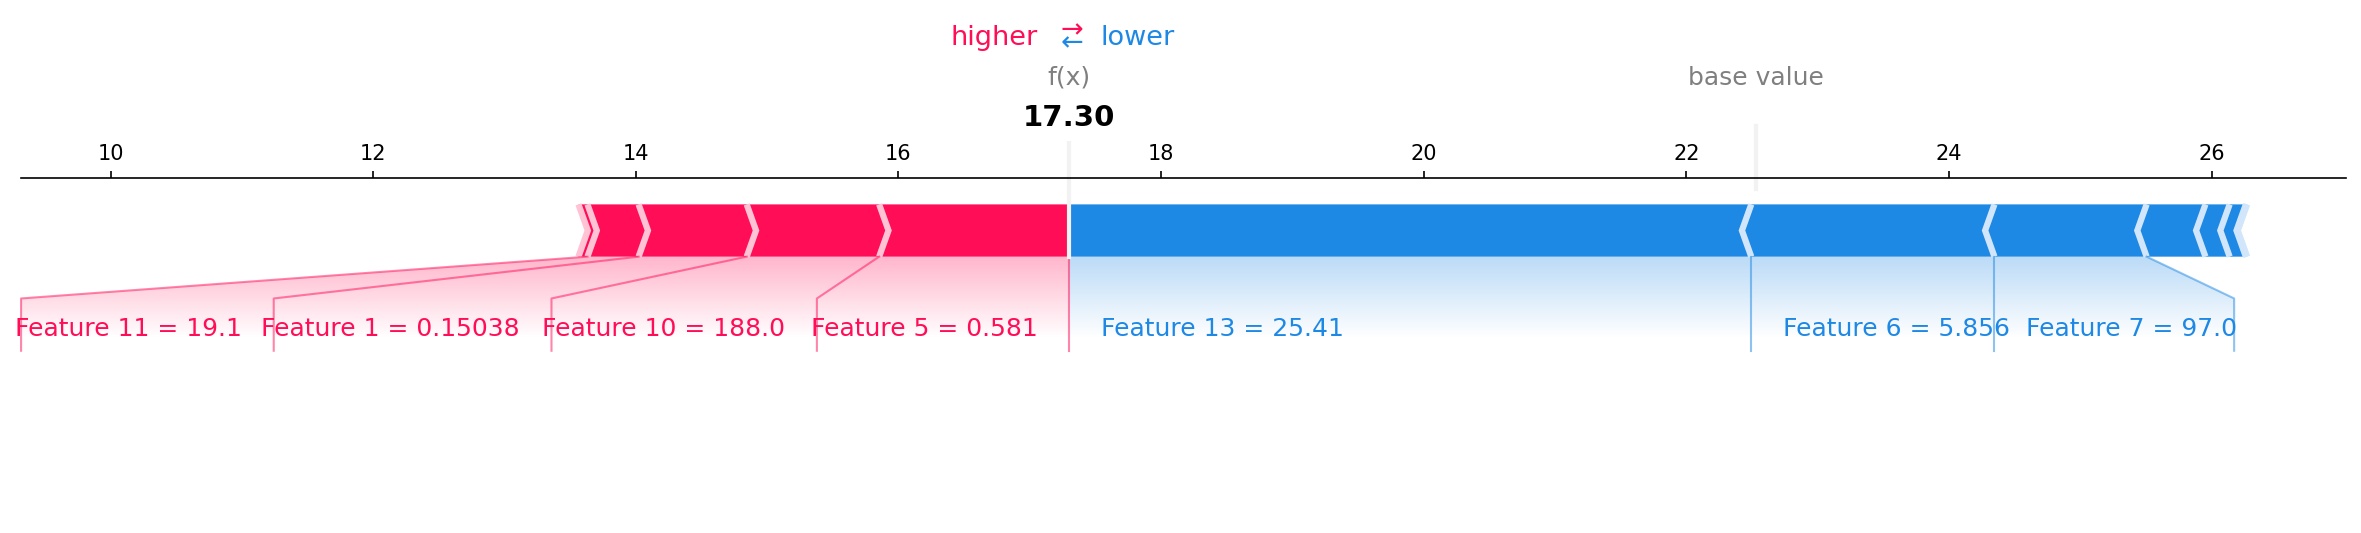 higher ⇄ lower
f(x) base value
17.30
10 12 14 16 18 20 22 24 26
Feature 11 = 19.1 Feature 1 = 0.15038 Feature 10 = 188.0 Feature 5 = 0.581 Feature 13 = 25.41 Feature 6 = 5.856 Feature 7 = 97.0